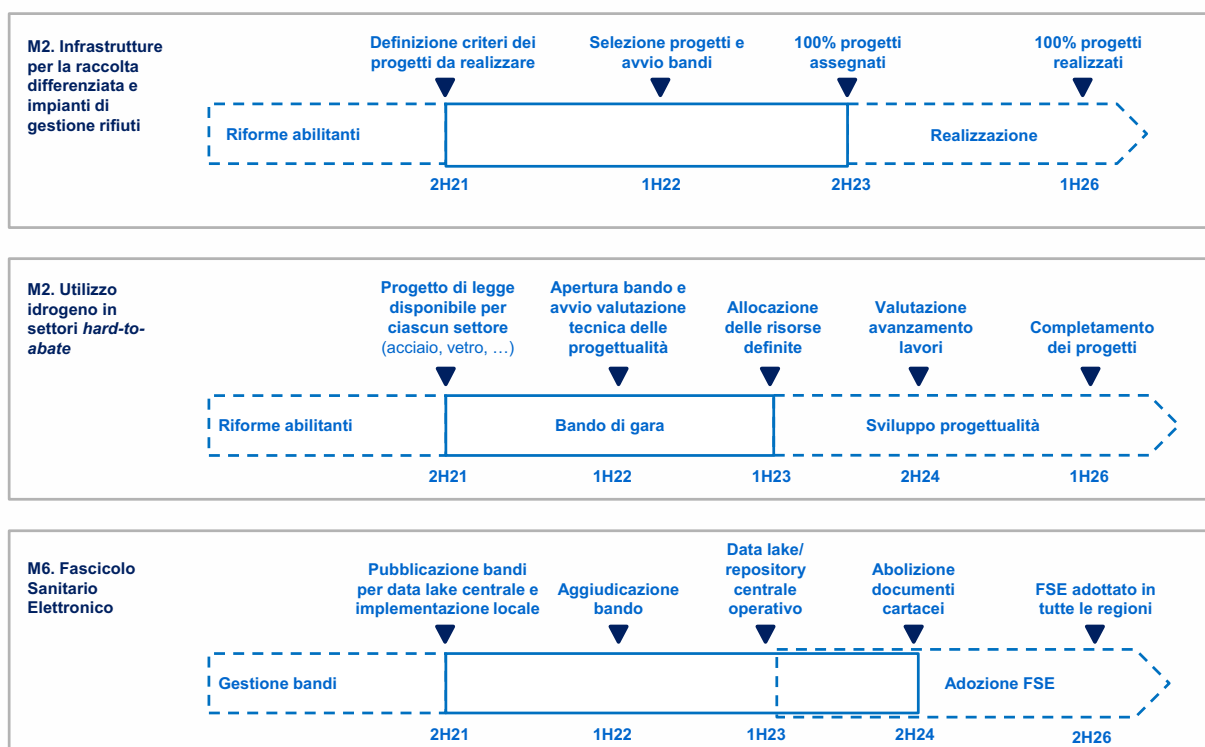 M2. Infrastrutture
per la raccolta
differenziata e
impianti di
gestione rifiuti
Definizione criteri dei
progetti da realizzare
Selezione progetti e
avvio bandi
100% progetti
assegnati
100% progetti
realizzati
Riforme abilitanti
Realizzazione
2H21
1H22
2H23
1H26
M2. Utilizzo
idrogeno in
settori hard-to-
abate
Progetto di legge
disponibile per
ciascun settore
(acciaio, vetro, …)
Apertura bando e
avvio valutazione
tecnica delle
progettualità
Allocazione
delle risorse
definite
Valutazione
avanzamento
lavori
Completamento
dei progetti
Riforme abilitanti
Bando di gara
Sviluppo progettualità
2H21
1H22
1H23
2H24
1H26
M6. Fascicolo
Sanitario
Elettronico
Pubblicazione bandi
per data lake centrale e
implementazione locale
Aggiudicazione
bando
Data lake/
repository
centrale
operativo
Abolizione
documenti
cartacei
FSE adottato in
tutte le regioni
Gestione bandi
Adozione FSE
2H21
1H22
1H23
2H24
2H26